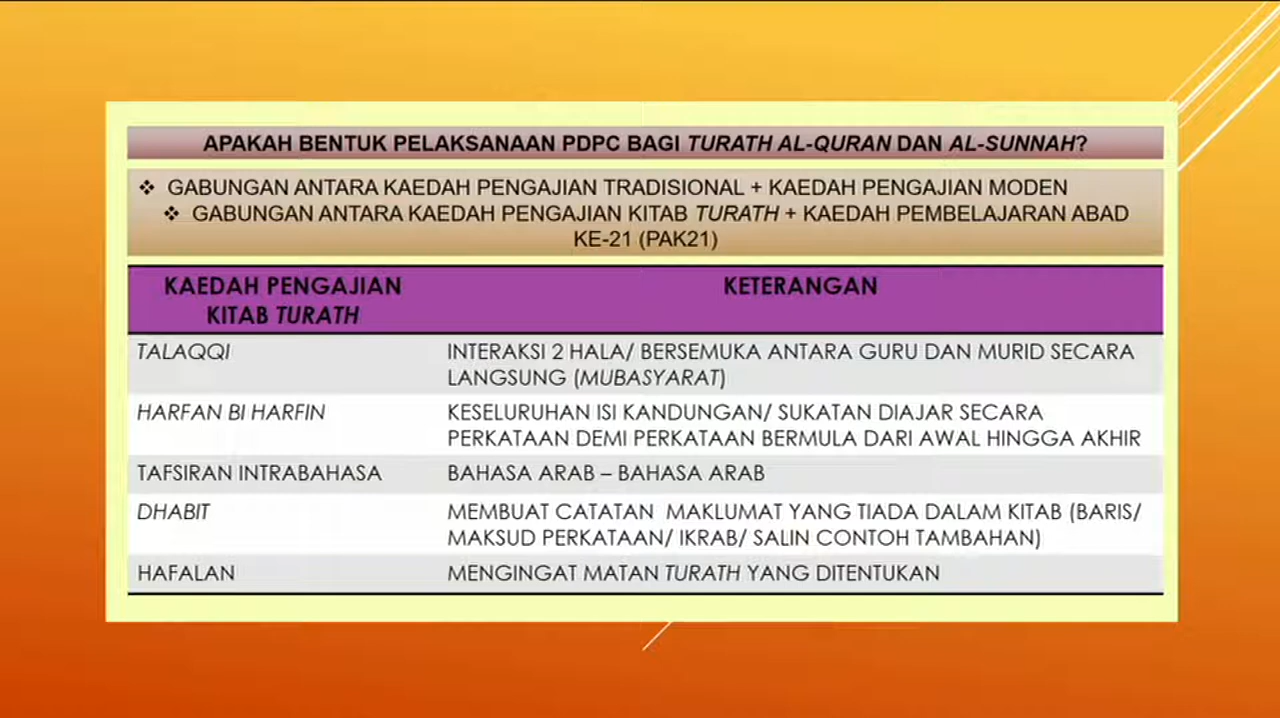 APAKAH BENTUK PELAKSANAAN PDPC BAGI TURATH AL-QURAN DAN AL-SUNNAH?
❖ GABUNGAN ANTARA KAEDAH PENGAJIAN TRADISIONAL + KAEDAH PENGAJIAN MODEN
❖ GABUNGAN ANTARA KAEDAH PENGAJIAN KITAB TURATH + KAEDAH PEMBELAJARAN ABAD
KE-21 (PAK21)
KAEDAH PENGAJIAN
KITAB TURATH
KETERANGAN
TALAQQI
INTERAKSI 2 HALA/ BERSEMUKA ANTARA GURU DAN MURID SECARA
LANGSUNG (MUBASYARAT)
HARFAN BI HARFIN
KESELURUHAN ISI KANDUNGAN/ SUKATAN DIAJAR SECARA
PERKATAAN DEMI PERKATAAN BERMULA DARI AWAL HINGGA AKHIR
TAFSIRAN INTRABAHASA
BAHASA ARAB – BAHASA ARAB
DHABIT
MEMBUAT CATATAN MAKLUMAT YANG TIADA DALAM KITAB (BARIS/
MAKSUD PERKATAAN/ IKRAB/ SALIN CONTOH TAMBAHAN)
HAFALAN
MENGINGAT MATAN TURATH YANG DITENTUKAN